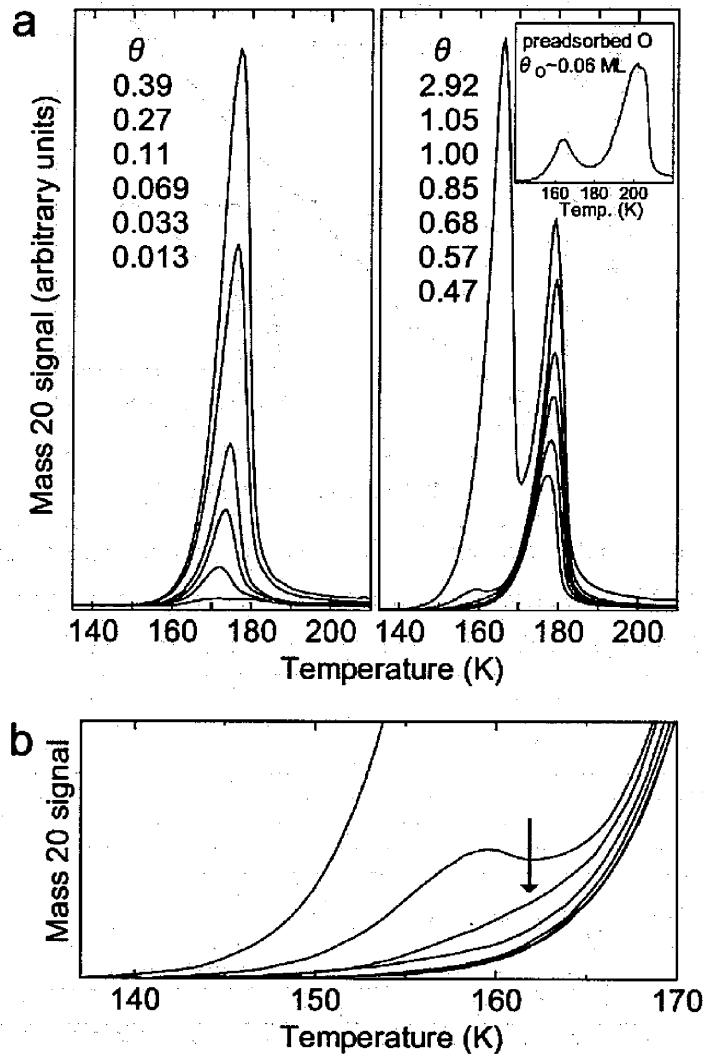 a
θ
0.39
0.27
0.11
0.069
0.033
0.013
θ
2.92
1.05
1.00
0.85
0.68
0.57
0.47
preadsorbed O
θO~0.06 ML
160 180 200
Temp. (K)
Mass 20 signal (arbitrary units)
140 160 180 200
140 160 180 200
Temperature (K)
Temperature (K)
b
Mass 20 signal
140 150 160 170
Temperature (K)